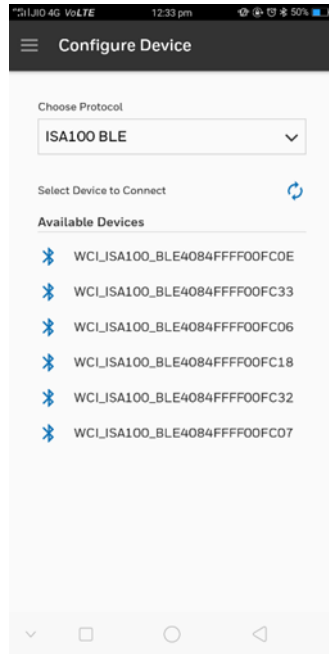 JIO 4G VoLTE 12:33 pm 50%
Configure Device
Choose Protocol
ISA100 BLE
Select Device to Connect
Available Devices
WCI_ISA100_BLE4084FFFF00FC0E
WCI_ISA100_BLE4084FFFF00FC33
WCI_ISA100_BLE4084FFFF00FC06
WCI_ISA100_BLE4084FFFF00FC18
WCI_ISA100_BLE4084FFFF00FC32
WCI_ISA100_BLE4084FFFF00FC07